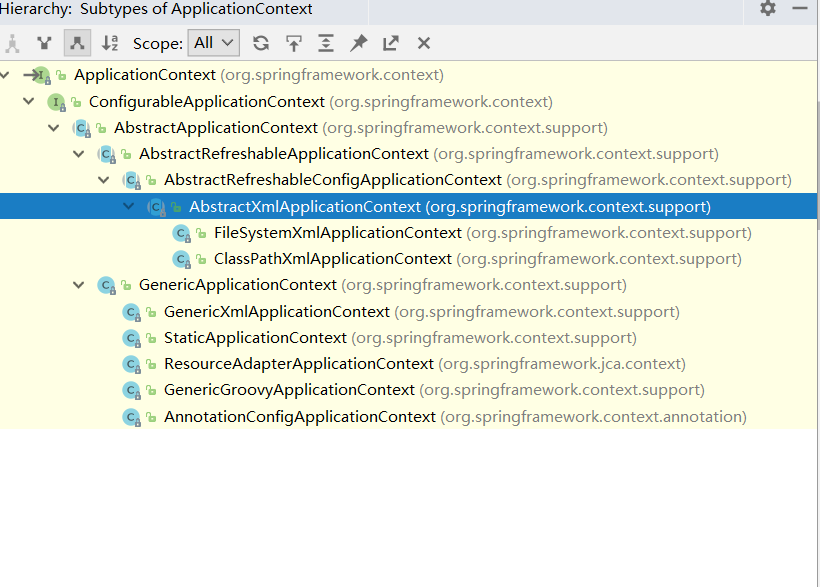 Hierarchy: Subtypes of ApplicationContext
Scope: All
ApplicationContext (org.springframework.context)
ConfigurableApplicationContext (org.springframework.context)
AbstractApplicationContext (org.springframework.context.support)
AbstractRefreshableApplicationContext (org.springframework.context.support)
AbstractRefreshableConfigApplicationContext (org.springframework.context.support)
AbstractXmlApplicationContext (org.springframework.context.support)
FileSystemXmlApplicationContext (org.springframework.context.support)
ClassPathXmlApplicationContext (org.springframework.context.support)
GenericApplicationContext (org.springframework.context.support)
GenericXmlApplicationContext (org.springframework.context.support)
StaticApplicationContext (org.springframework.context.support)
ResourceAdapterApplicationContext (org.springframework.jca.context)
GenericGroovyApplicationContext (org.springframework.context.support)
AnnotationConfigApplicationContext (org.springframework.context.annotation)